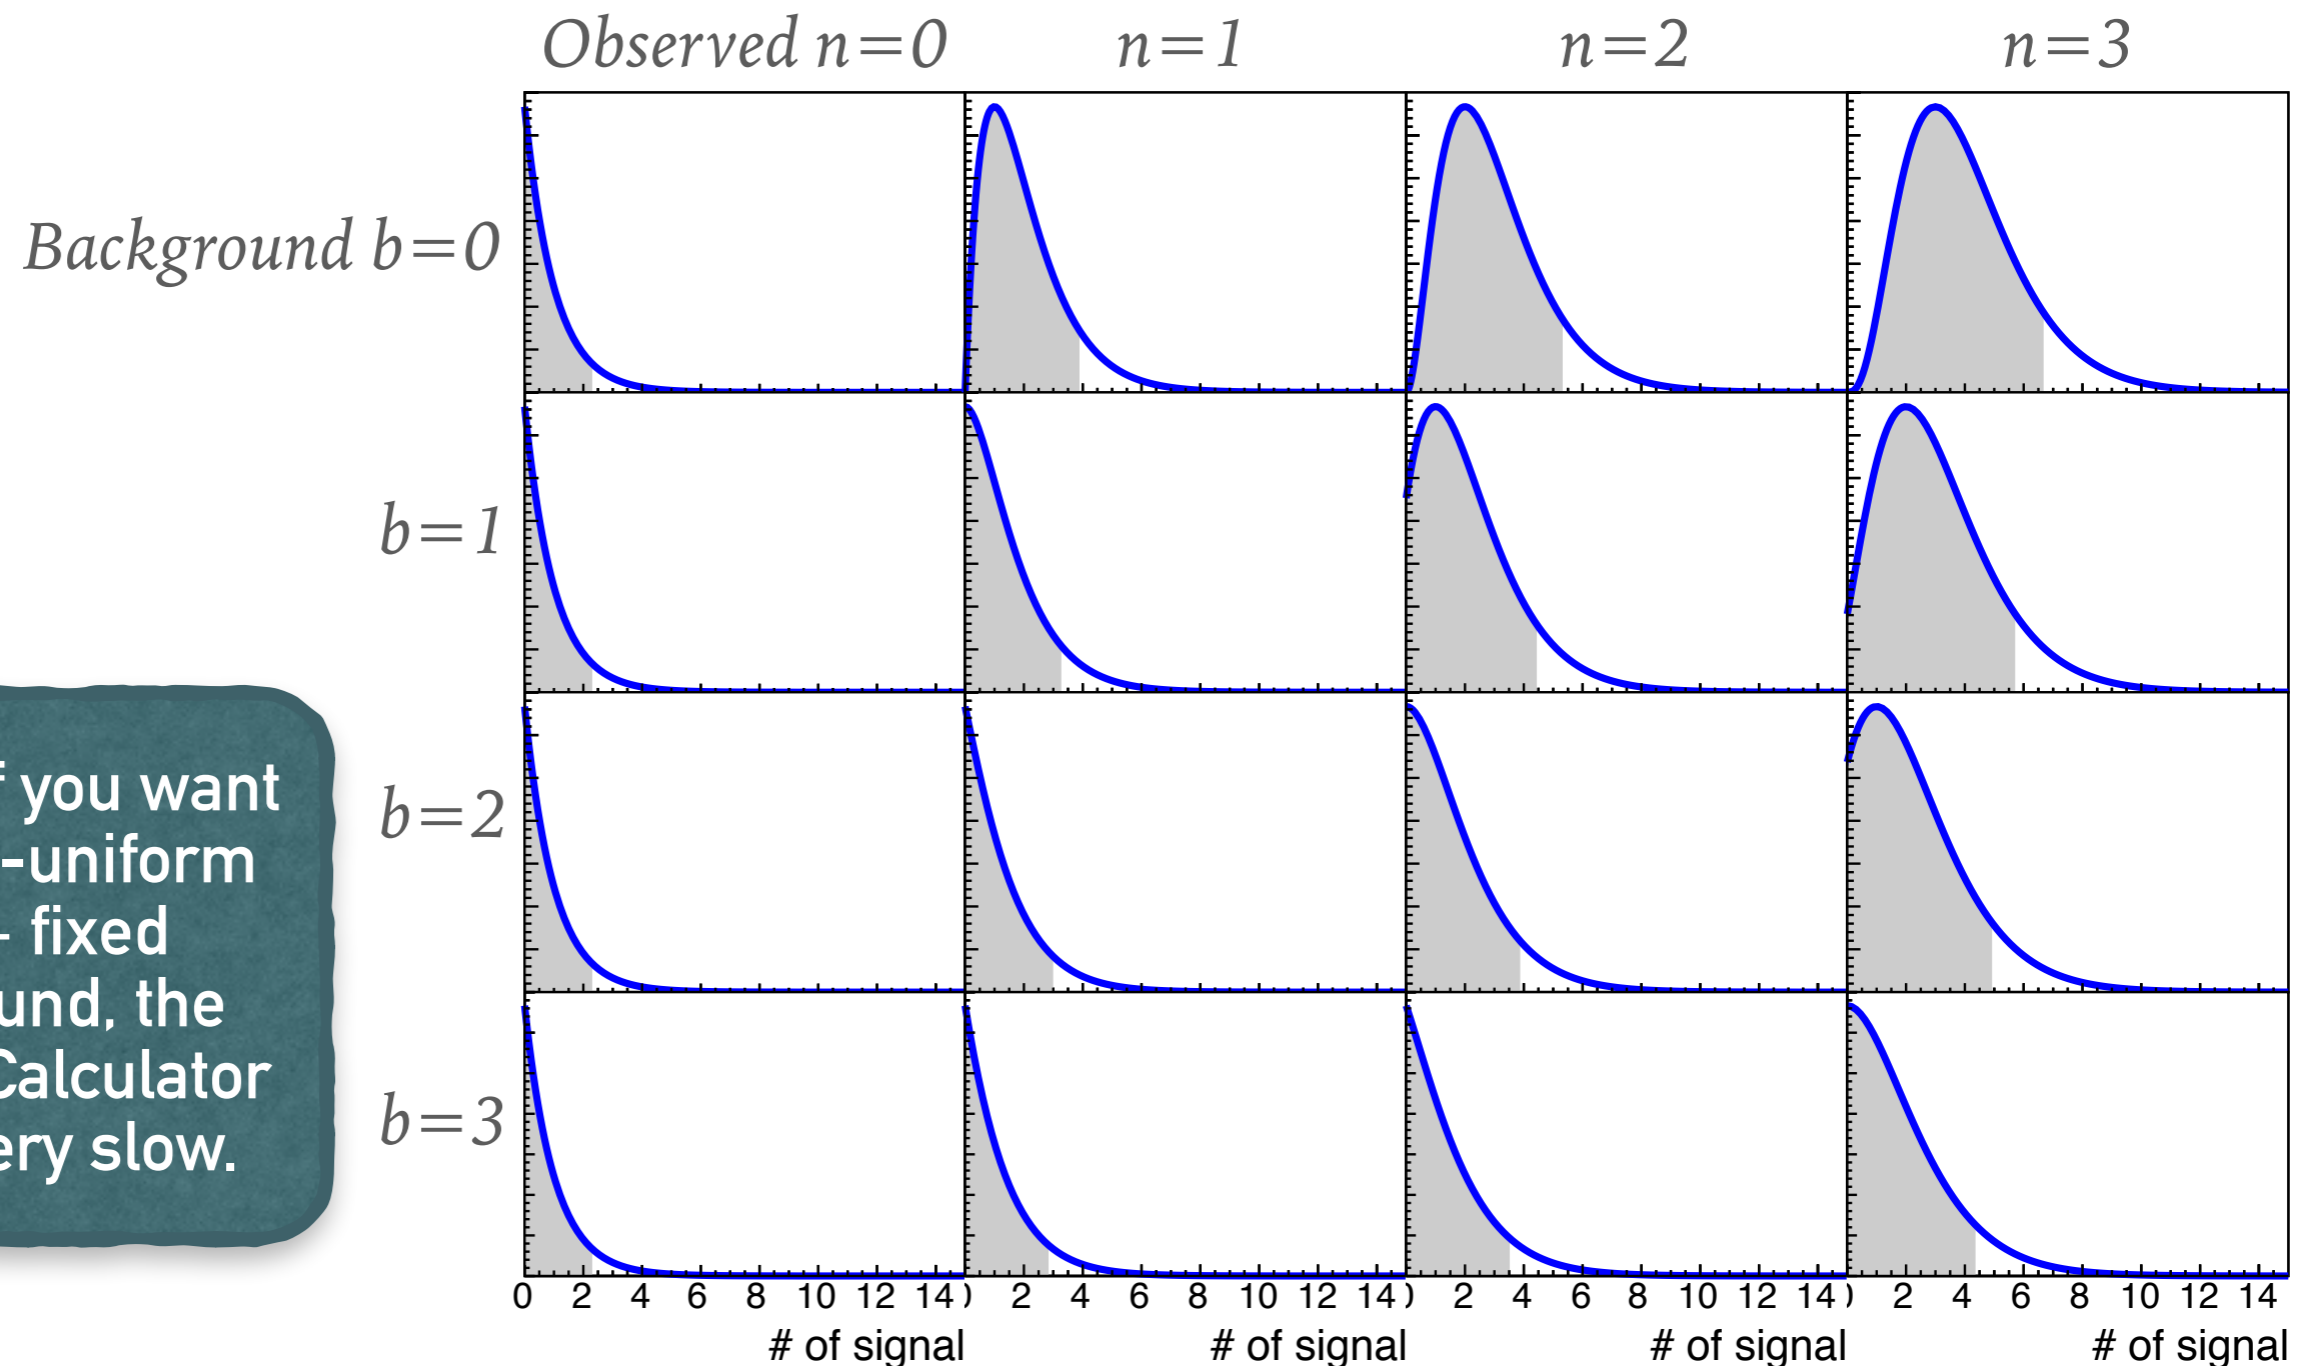 Observed n=0 n=1 n=2 n=3
Background b=0
b=1
b=2
b=3
you want
-uniform
fixed
the
Calculator
slow.
0 2 4 6 8 10 12 14 2 4 6 8 10 12 14 2 4 6 8 10 12 14 2 4 6 8 10 12 14
# of signal # of signal # of signal # of signal